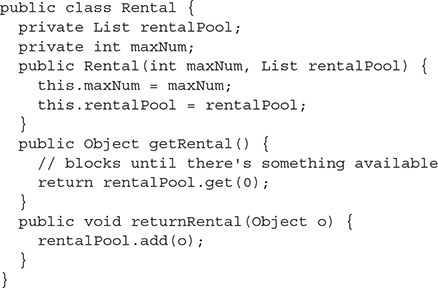 public class Rental {
  private List rentalPool;
  private int maxNum;
  public Rental(int maxNum, List rentalPool) {
    this.maxNum = maxNum;
    this.rentalPool = rentalPool;
  }
  public Object getRental() {
    // blocks until there's something available
    return rentalPool.get(0);
  }
  public void returnRental(Object o) {
    rentalPool.add(o);
  }
}